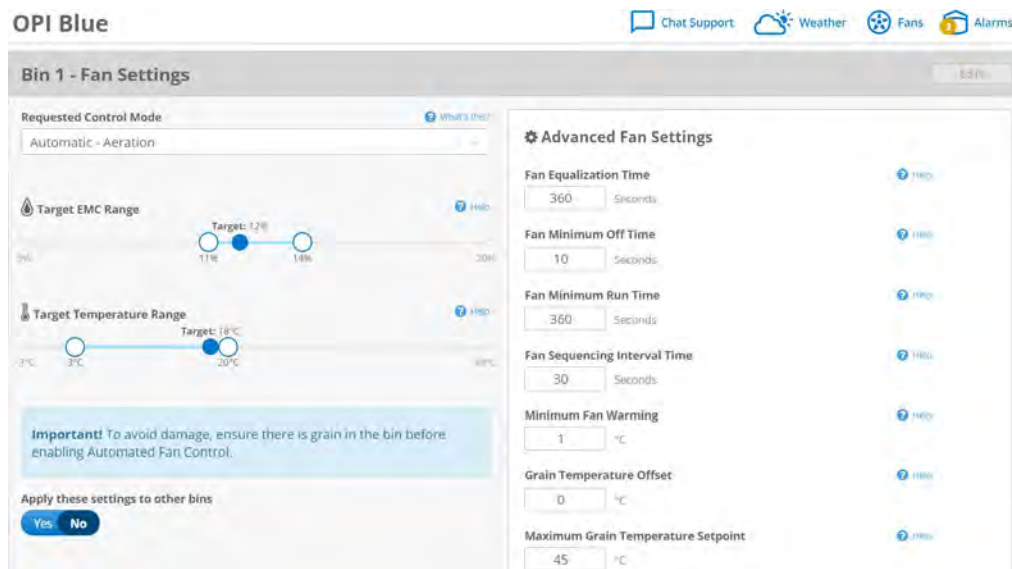 OPI Blue
Chat Support
Weather
Fans
Alarms
Bin 1 - Fan Settings
Edit
Requested Control Mode
What's this?
Automatic - Aeration
Target EMC Range
Help
Target: 12%
11%
14%
20%
Target Temperature Range
Help
Target: 18°C
3°C
20°C
Important! To avoid damage, ensure there is grain in the bin before
enabling Automated Fan Control.
Apply these settings to other bins
Yes No
Advanced Fan Settings
Fan Equalization Time
Help
360 Seconds
Fan Minimum Off Time
Help
10 Seconds
Fan Minimum Run Time
Help
360 Seconds
Fan Sequencing Interval Time
Help
30 Seconds
Minimum Fan Warming
Help
1 °C
Grain Temperature Offset
Help
0 °C
Maximum Grain Temperature Setpoint
Help
45 °C